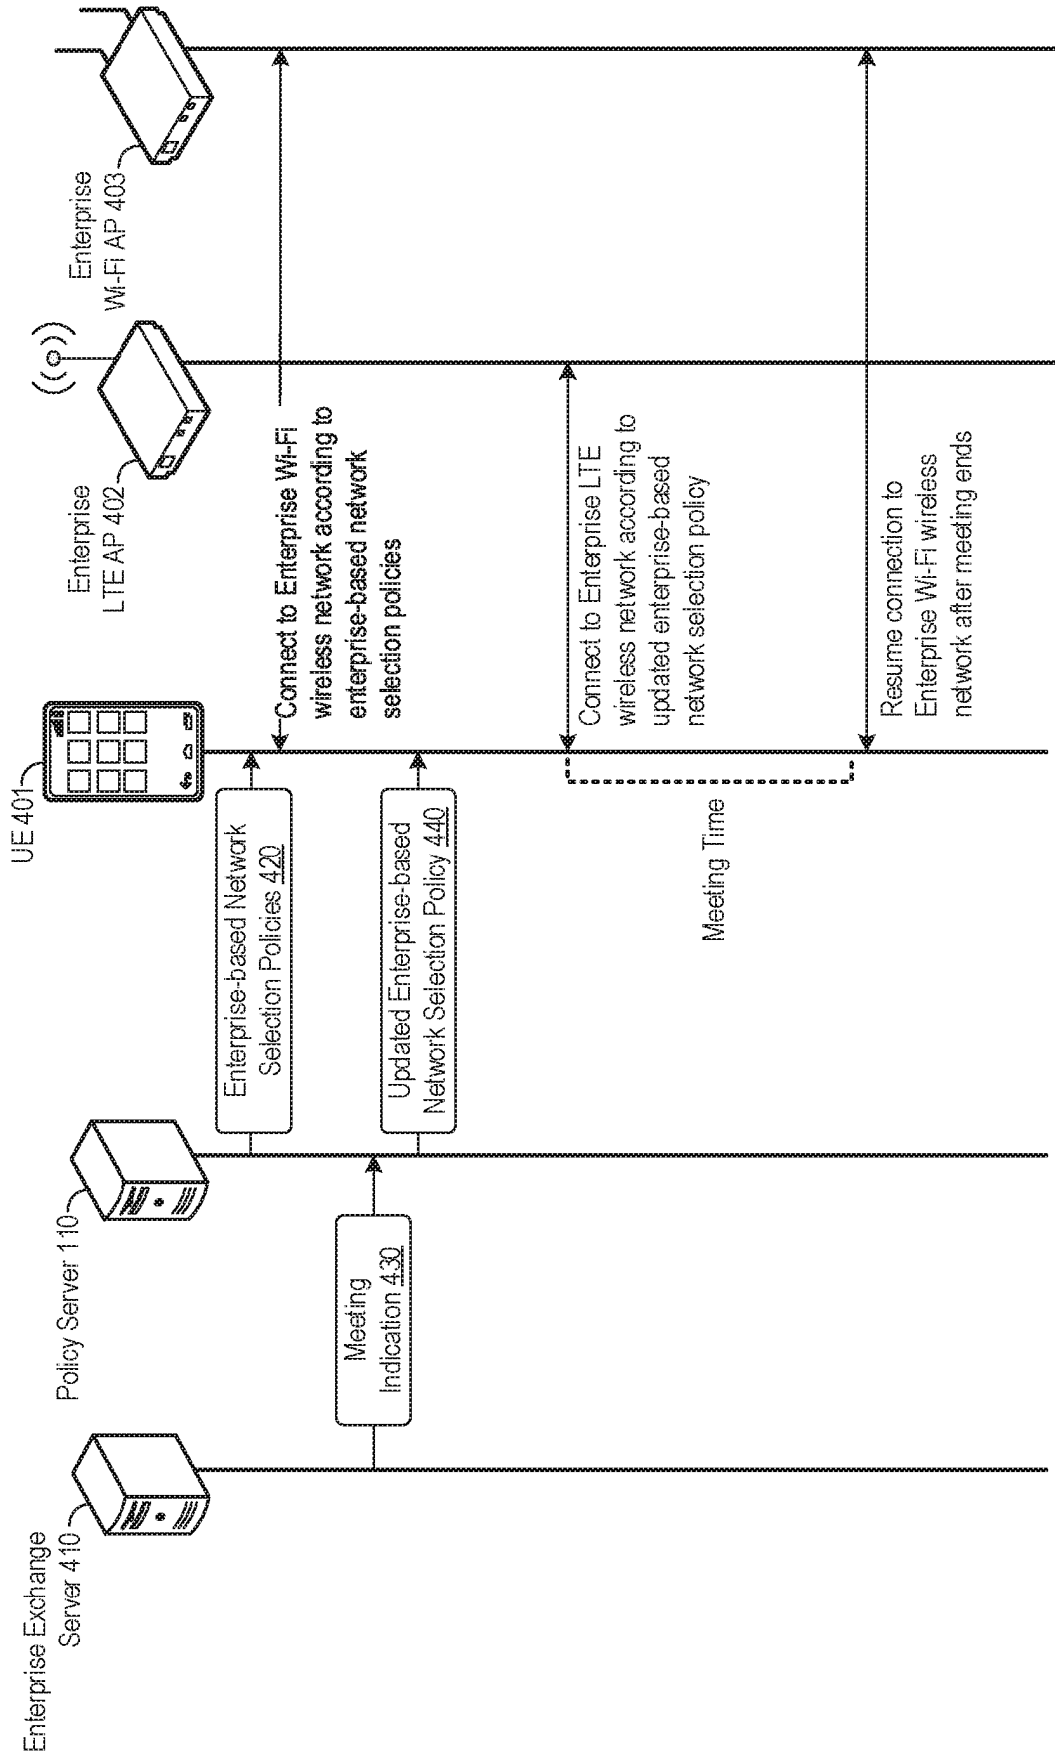 Enterprise Exchange
Server 410
Policy Server 110
UE 401
Enterprise
LTE AP 402
Enterprise
Wi-Fi AP 403
Enterprise-based Network
Selection Policies 420
Connect to Enterprise Wi-Fi
wireless network according to
enterprise-based network
selection policies
Meeting
Indication 430
Updated Enterprise-based
Network Selection Policy 440
Connect to Enterprise LTE
wireless network according to
updated enterprise-based
network selection policy
Meeting Time
Resume connection to
Enterprise Wi-Fi wireless
network after meeting ends